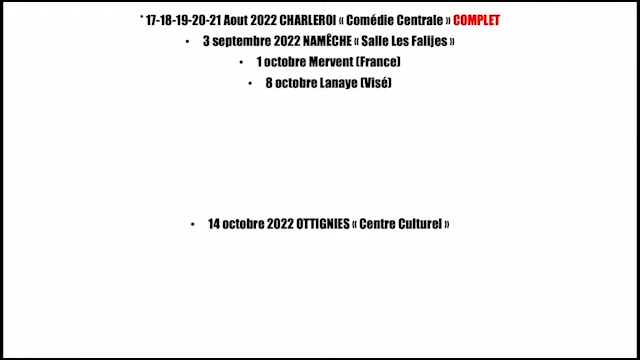 * 17-18-19-20-21 Aout 2022 CHARLEROI « Comédie Centrale » COMPLET
• 3 septembre 2022 NAMÊCHE « Salle Les Falijes »
• 1 octobre Mervent (France)
• 8 octobre Lanaye (Visé)
• 14 octobre 2022 OTTIGNIES « Centre Culturel »